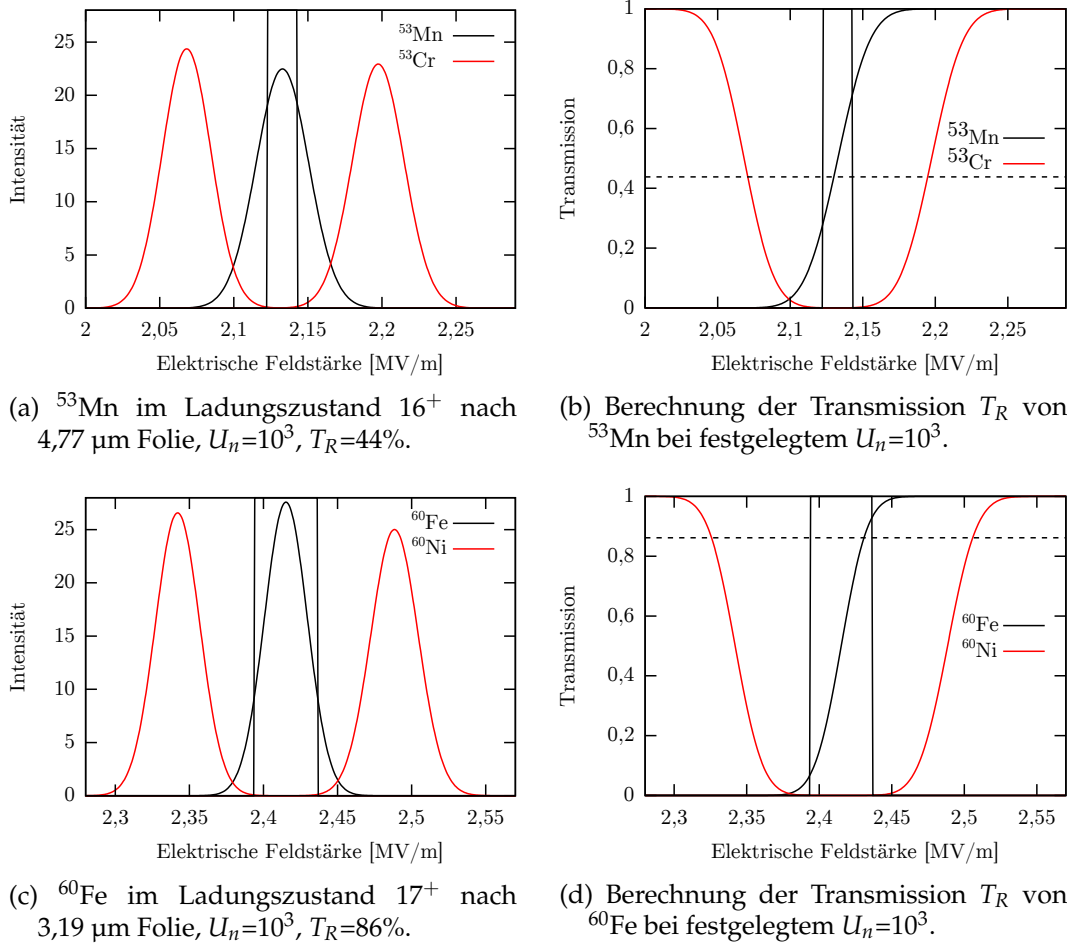 25
20
15
10
5
0
2
2,05
2,1
2,15
2,2
2,25
Intensität
Elektrische Feldstärke [MV/m]
⁵³Mn
⁵³Cr
(a) ⁵³Mn im Ladungszustand 16⁺ nach
4,77 µm Folie, Uₙ=10³, T_R=44%.
1
0,8
0,6
0,4
0,2
0
2
2,05
2,1
2,15
2,2
2,25
Transmission
Elektrische Feldstärke [MV/m]
⁵³Mn
⁵³Cr
(b) Berechnung der Transmission T_R von
⁵³Mn bei festgelegtem Uₙ=10³.
25
20
15
10
5
0
2,3
2,35
2,4
2,45
2,5
2,55
Intensität
Elektrische Feldstärke [MV/m]
⁶⁰Fe
⁶⁰Ni
(c) ⁶⁰Fe im Ladungszustand 17⁺ nach
3,19 µm Folie, Uₙ=10³, T_R=86%.
1
0,8
0,6
0,4
0,2
0
2,3
2,35
2,4
2,45
2,5
2,55
Transmission
Elektrische Feldstärke [MV/m]
⁶⁰Fe
⁶⁰Ni
(d) Berechnung der Transmission T_R von
⁶⁰Fe bei festgelegtem Uₙ=10³.